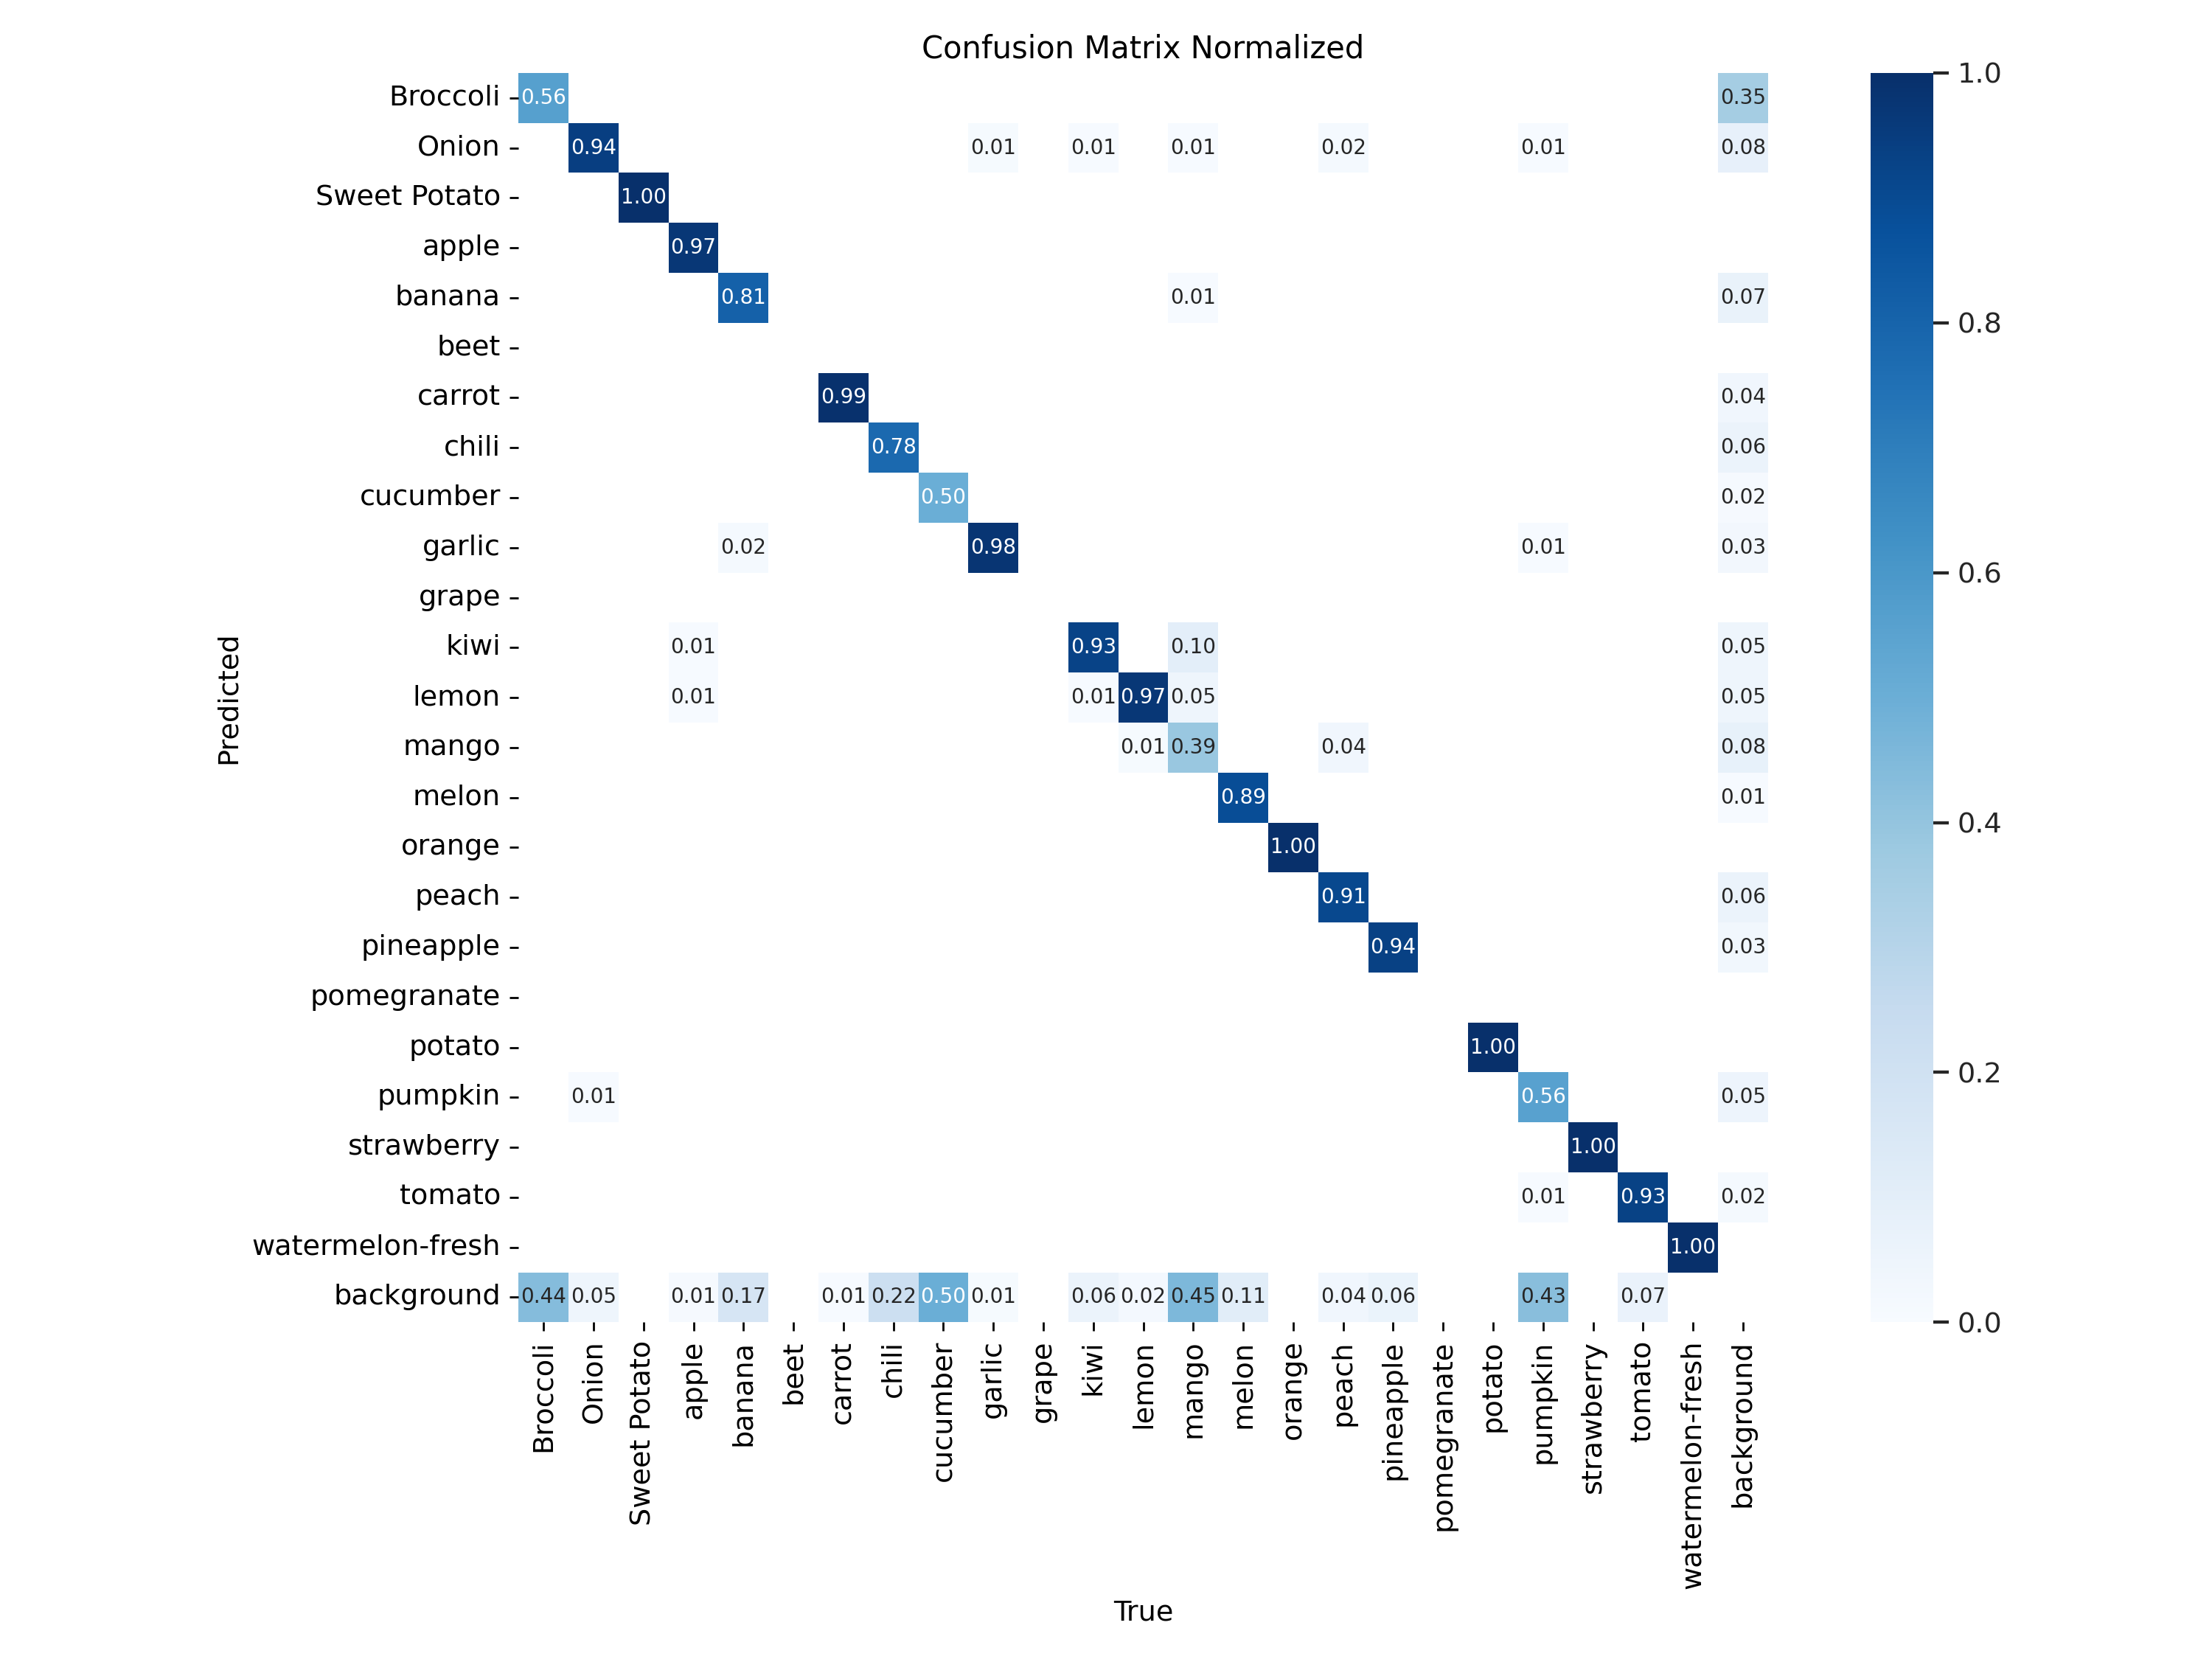 Confusion Matrix Normalized
Broccoli 0.56 0.35
Onion 0.94 0.01 0.01 0.01 0.02 0.01 0.08
Sweet Potato 1.00
apple 0.97
banana 0.81 0.01 0.07
beet
carrot 0.99 0.04
chili 0.78 0.06
cucumber 0.50 0.02
garlic 0.02 0.98 0.01 0.03
grape
kiwi 0.01 0.93 0.10 0.05
lemon 0.01 0.01 0.97 0.05 0.05
mango 0.01 0.39 0.04 0.08
melon 0.89 0.01
orange 1.00
peach 0.91 0.06
pineapple 0.94 0.03
pomegranate
potato 1.00
pumpkin 0.01 0.56 0.05
strawberry 1.00
tomato 0.01 0.93 0.02
watermelon-fresh 1.00
background 0.44 0.05 0.01 0.17 0.01 0.22 0.50 0.01 0.06 0.02 0.45 0.11 0.04 0.06 0.43 0.07
Predicted
Broccoli
Onion
Sweet Potato
apple
banana
beet
carrot
chili
cucumber
garlic
grape
kiwi
lemon
mango
melon
orange
peach
pineapple
pomegranate
potato
pumpkin
strawberry
tomato
watermelon-fresh
background
True
1.0
0.8
0.6
0.4
0.2
0.0